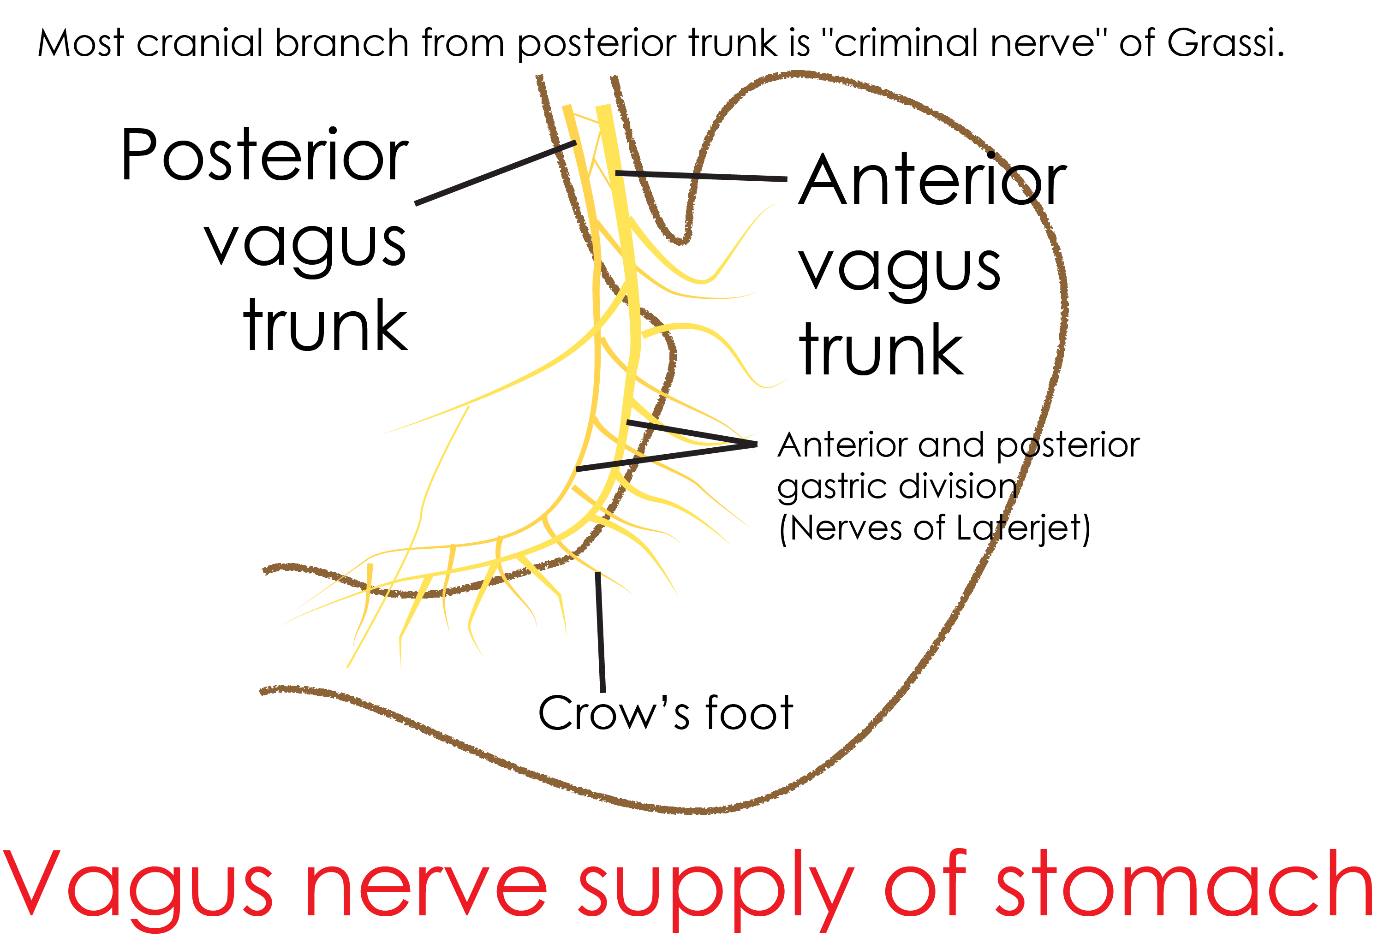 Most cranial branch from posterior trunk is "criminal nerve" of Grassi.
Posterior
vagus
trunk
Anterior
vagus
trunk
Anterior and posterior
gastric division
(Nerves of Laterjet)
Crow’s foot
Vagus nerve supply of stomach